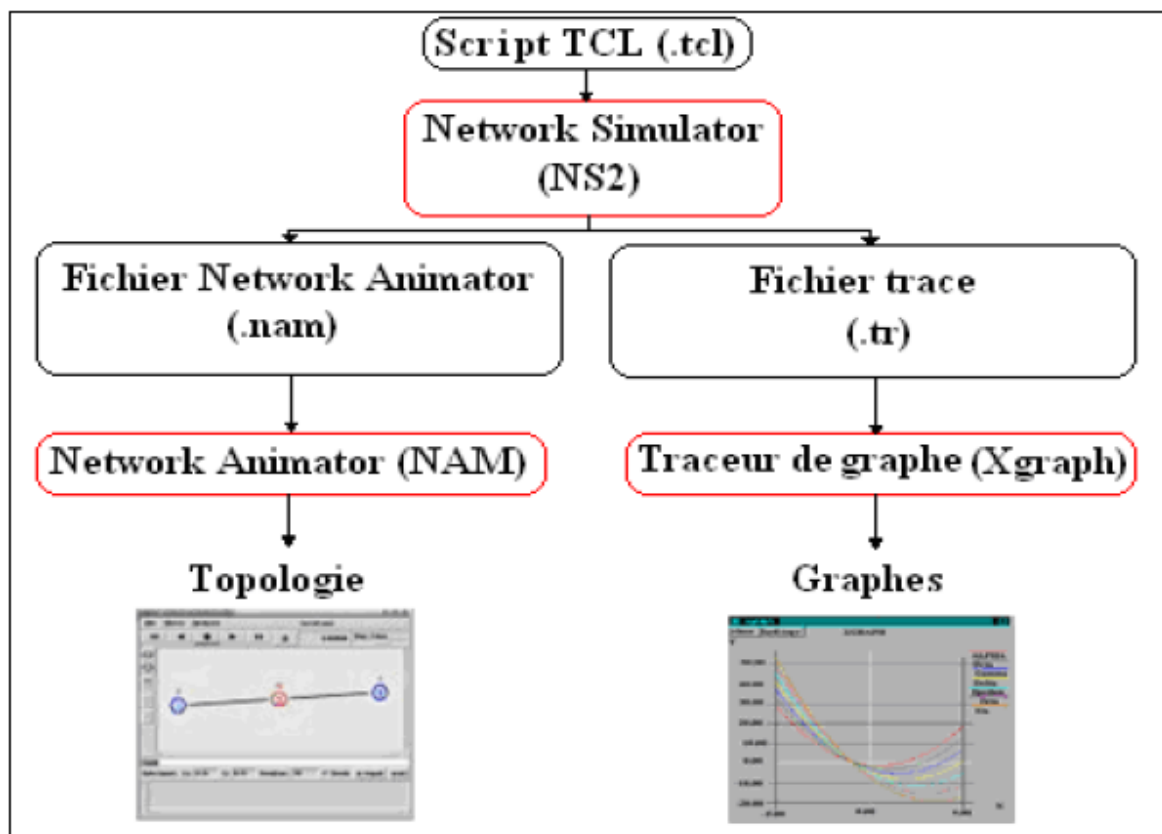 Script TCL (.tcl)
Network Simulator
(NS2)
Fichier Network Animator
(.nam)
Fichier trace
(.tr)
Network Animator (NAM)
Traceur de graphe (Xgraph)
Topologie
Graphes